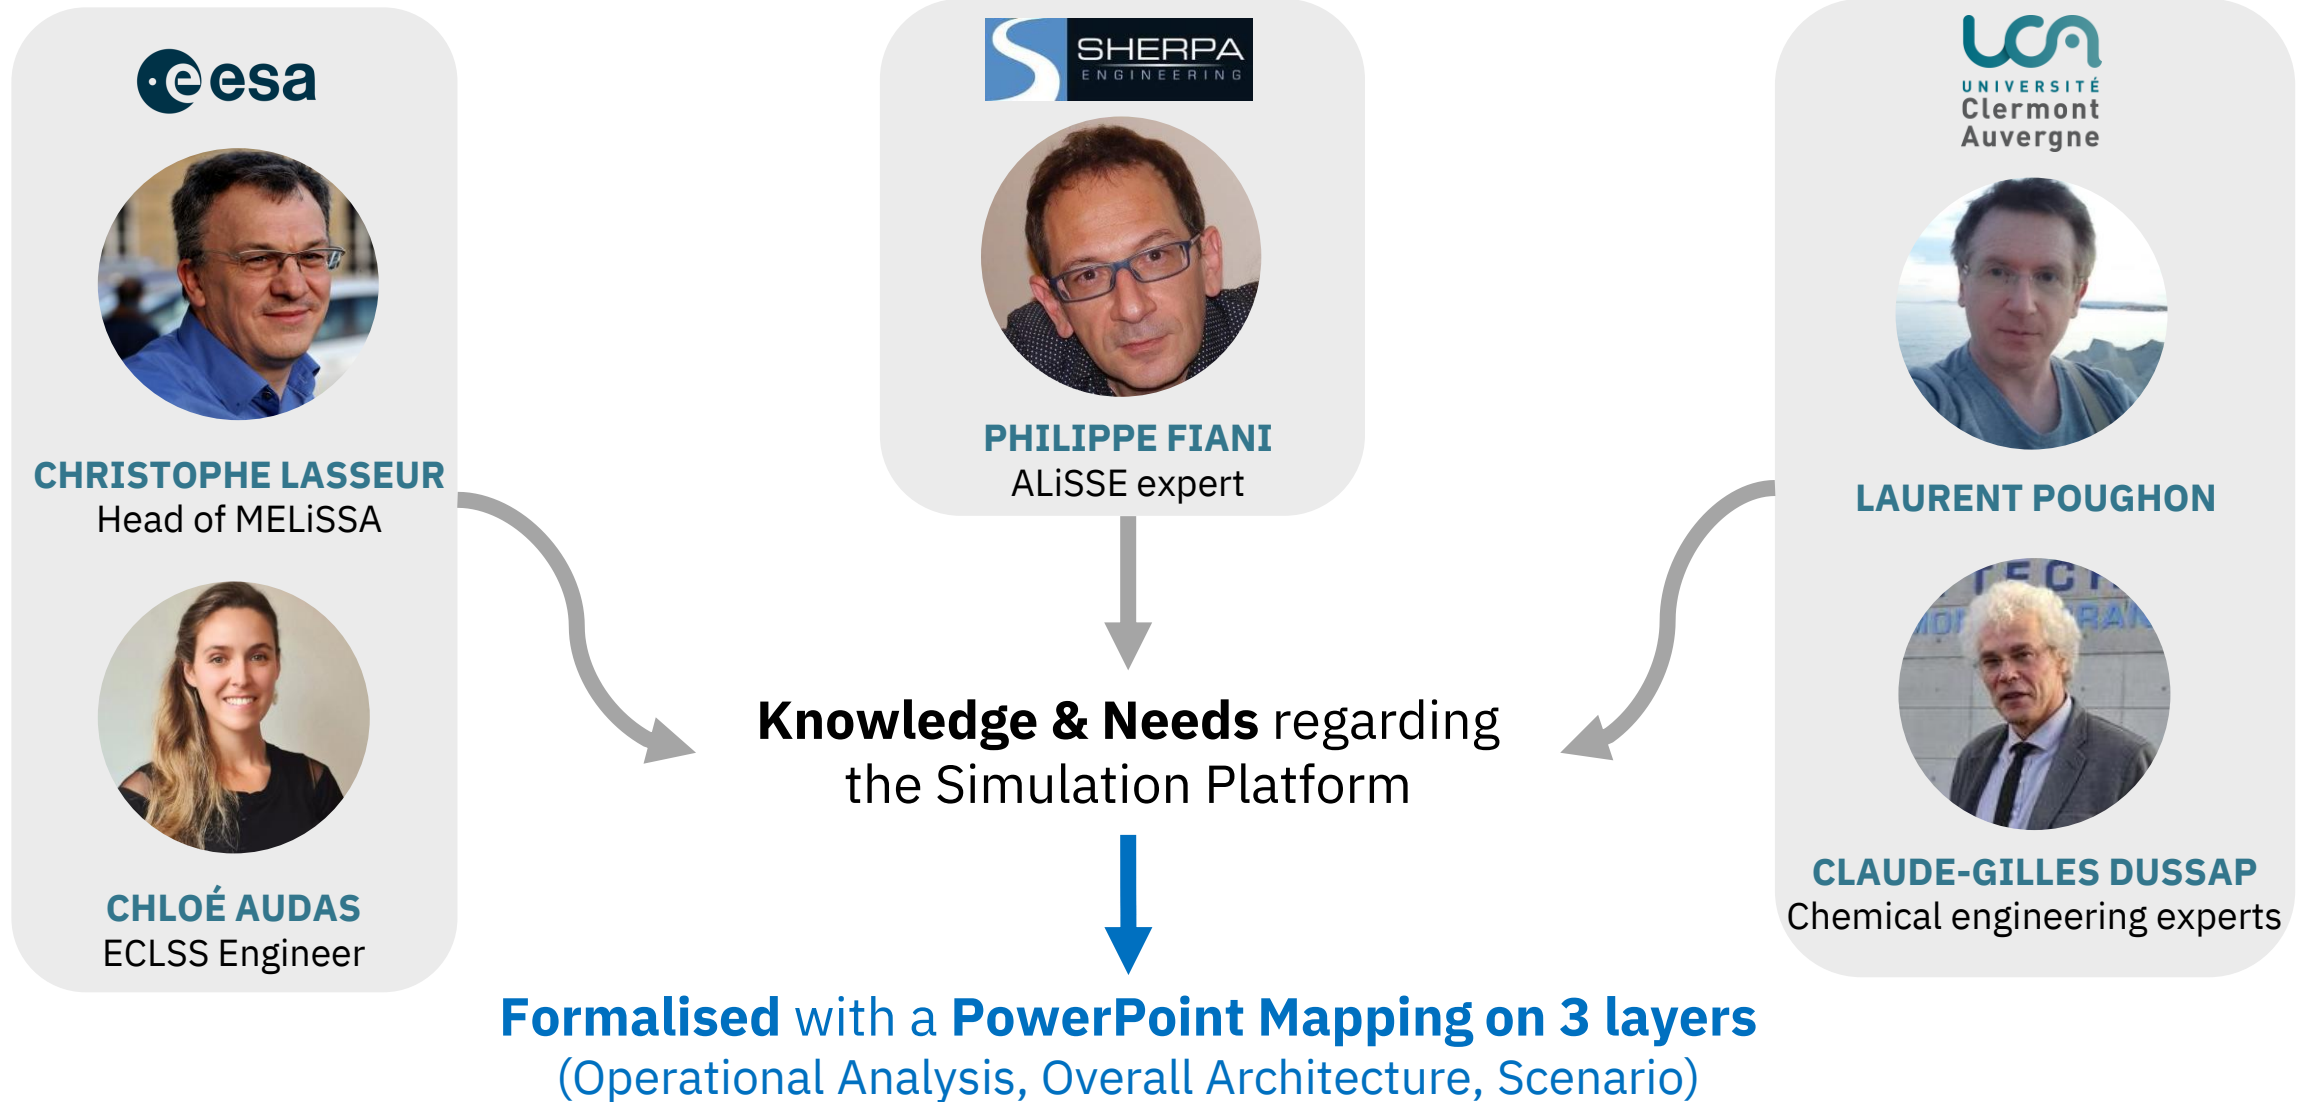 esa
CHRISTOPHE LASSEUR
Head of MELiSSA
CHLOÉ AUDAS
ECLSS Engineer
SHERPA
ENGINEERING
PHILIPPE FIANI
ALiSSE expert
UCA
UNIVERSITÉ
Clermont
Auvergne
LAURENT POUGHON
CLAUDE-GILLES DUSSAP
Chemical engineering experts
Knowledge & Needs regarding
the Simulation Platform
Formalised with a PowerPoint Mapping on 3 layers
(Operational Analysis, Overall Architecture, Scenario)